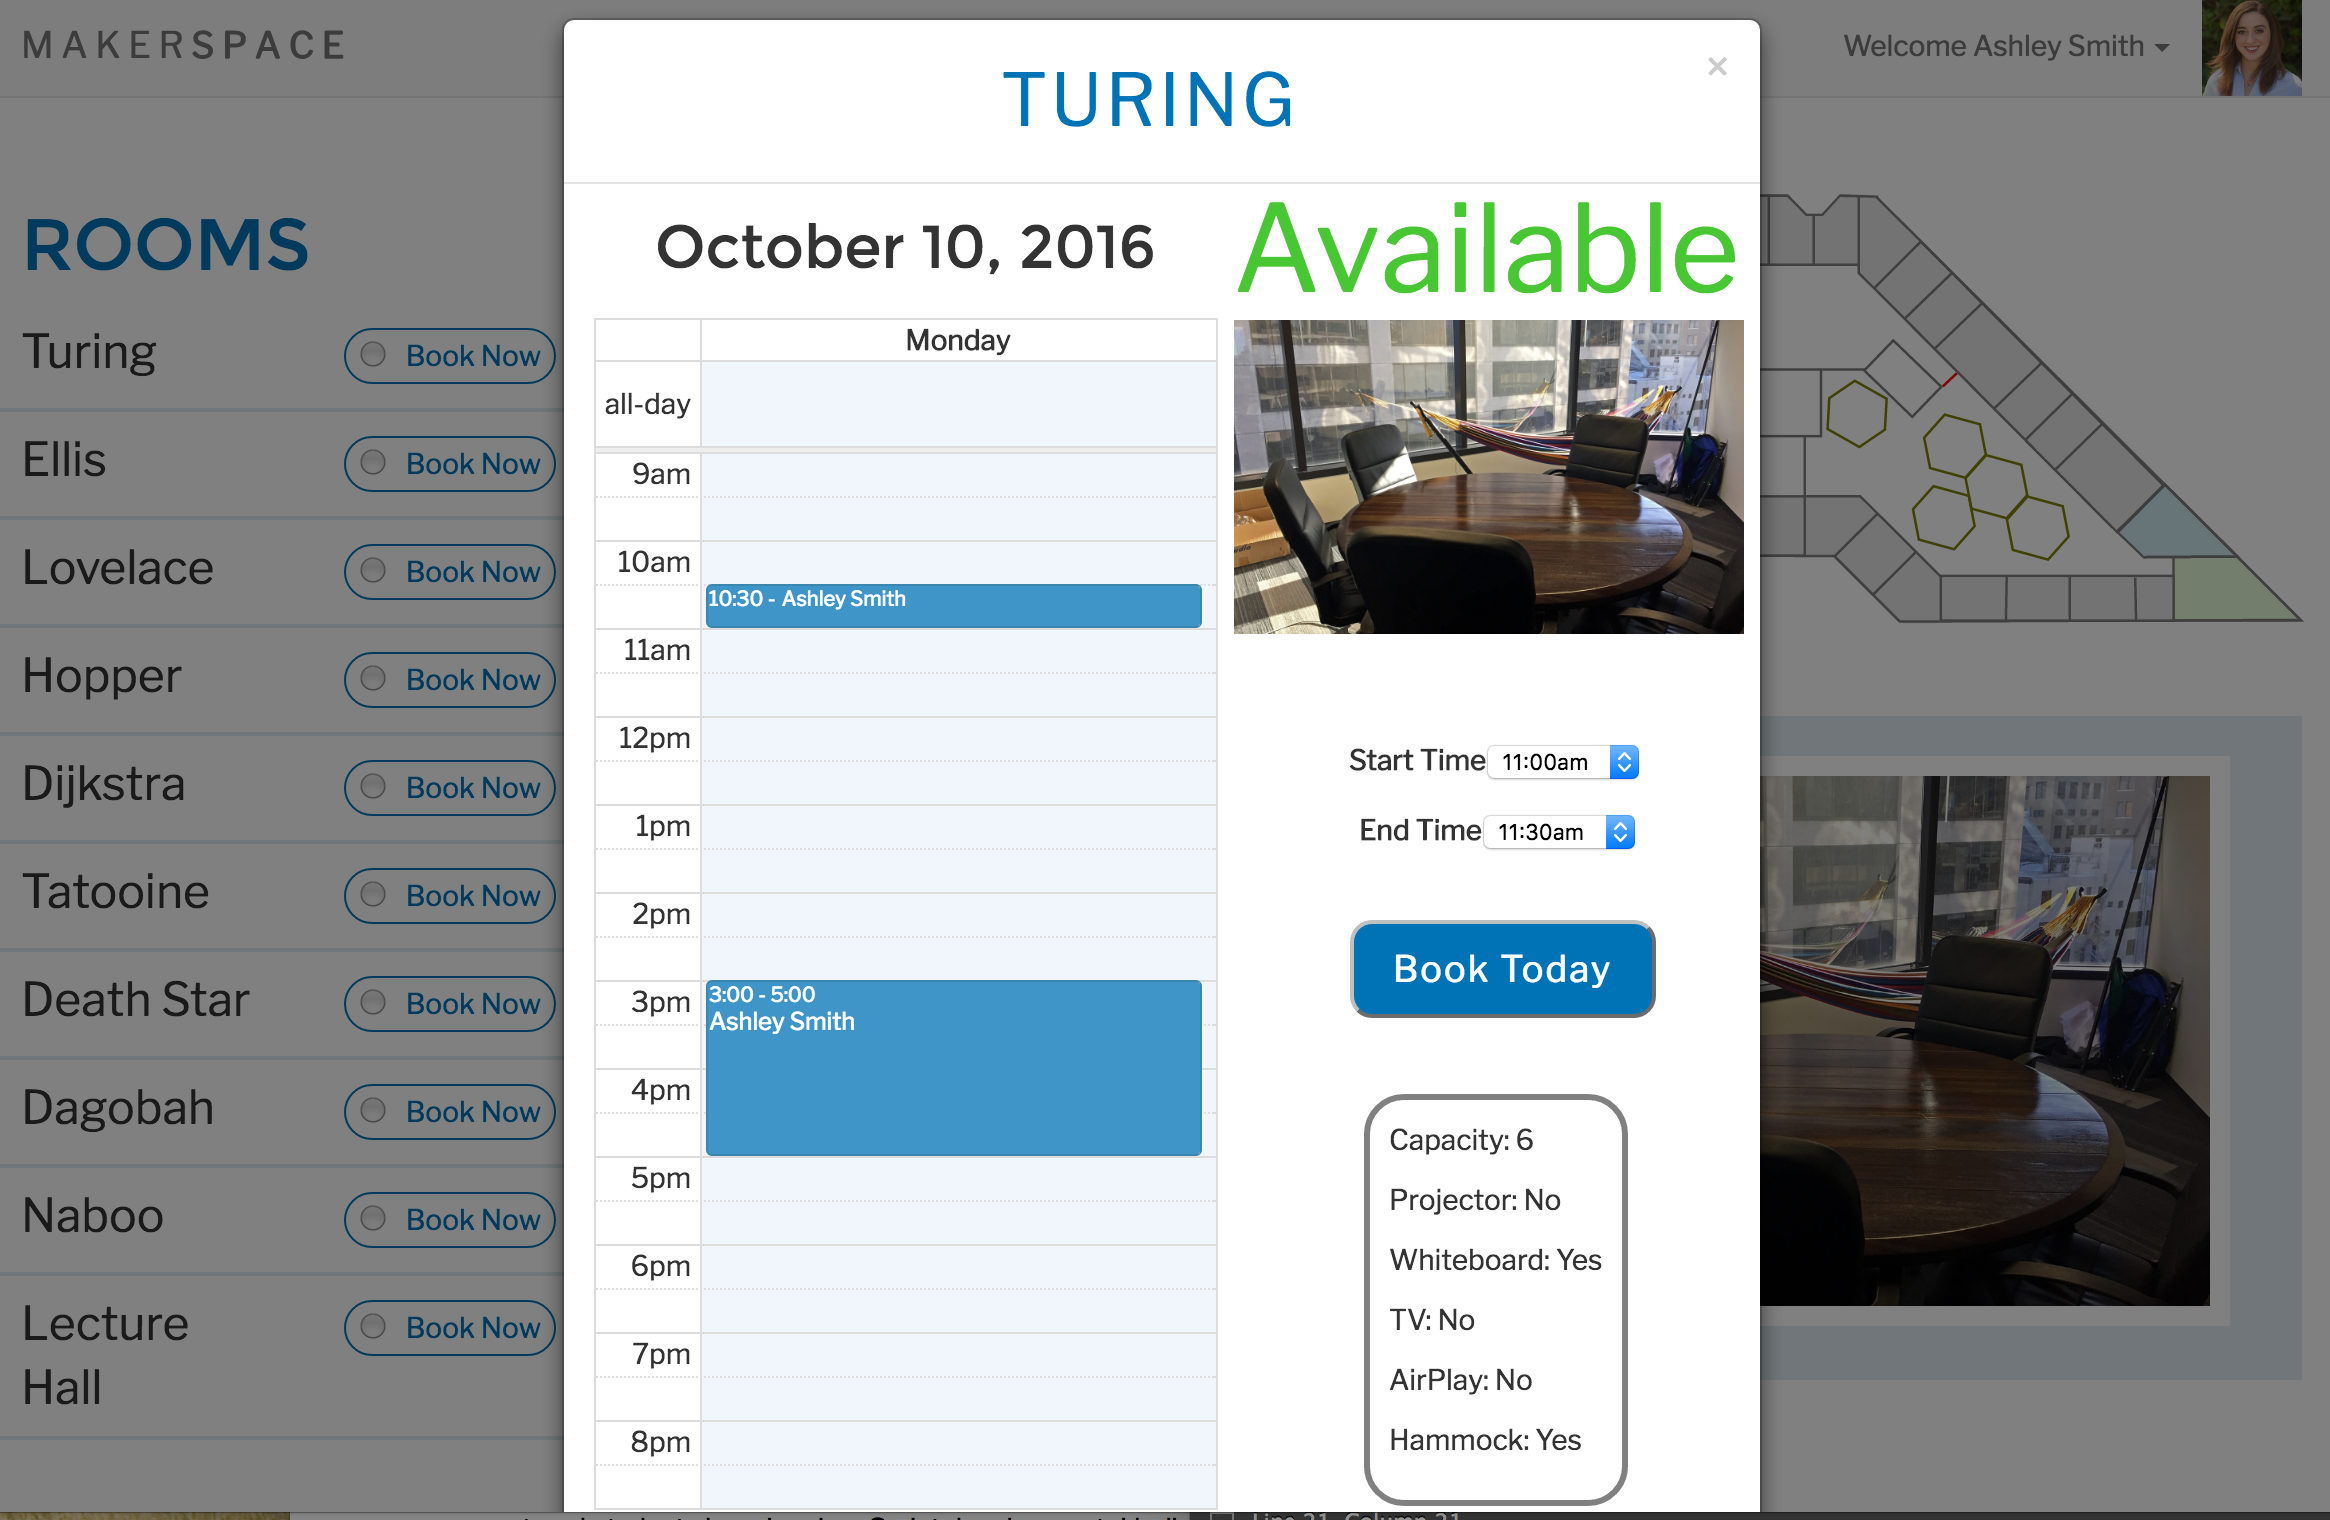 MAKERSPACE
Welcome Ashley Smith
ROOMS
Turing
Book Now
Ellis
Book Now
Lovelace
Book Now
Hopper
Book Now
Dijkstra
Book Now
Tatooine
Book Now
Death Star
Book Now
Dagobah
Book Now
Naboo
Book Now
Lecture
Hall
Book Now
×
TURING
October 10, 2016
Monday
all-day
9am
10am
10:30 - Ashley Smith
11am
12pm
1pm
2pm
3pm
3:00 - 5:00
Ashley Smith
4pm
5pm
6pm
7pm
8pm
Available
Start Time 11:00am
End Time 11:30am
Book Today
Capacity: 6
Projector: No
Whiteboard: Yes
TV: No
AirPlay: No
Hammock: Yes